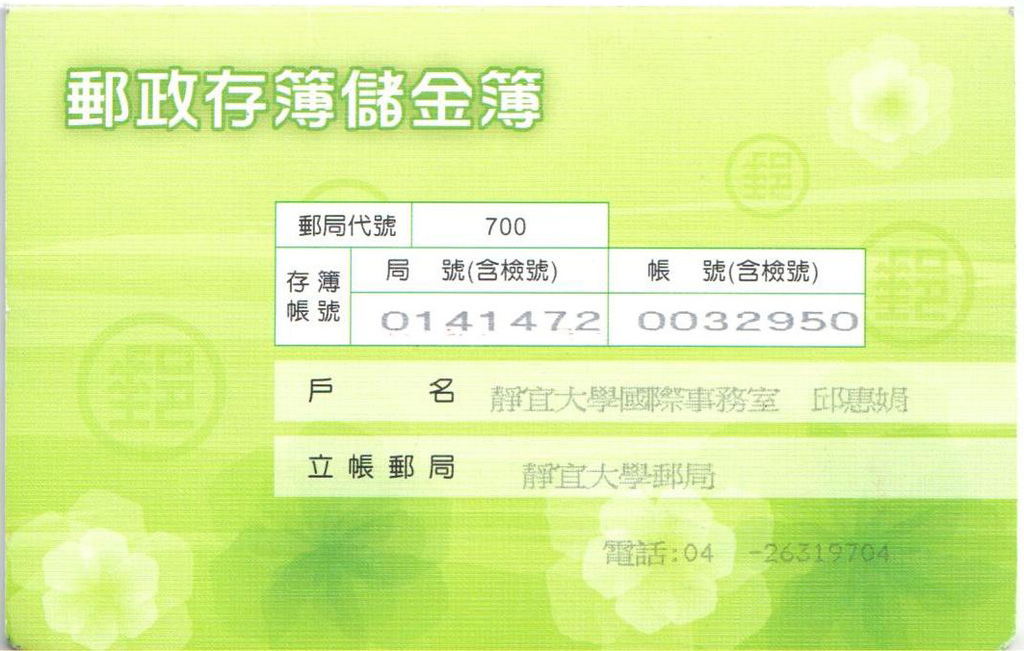 郵政存簿儲金簿
郵局代號 700
存簿帳號 局 號(含檢號) 帳 號(含檢號)
0141472 0032950
戶 名 靜宜大學國際事務室 邱惠娟
立帳郵局 靜宜大學郵局
電話:04 -26319704